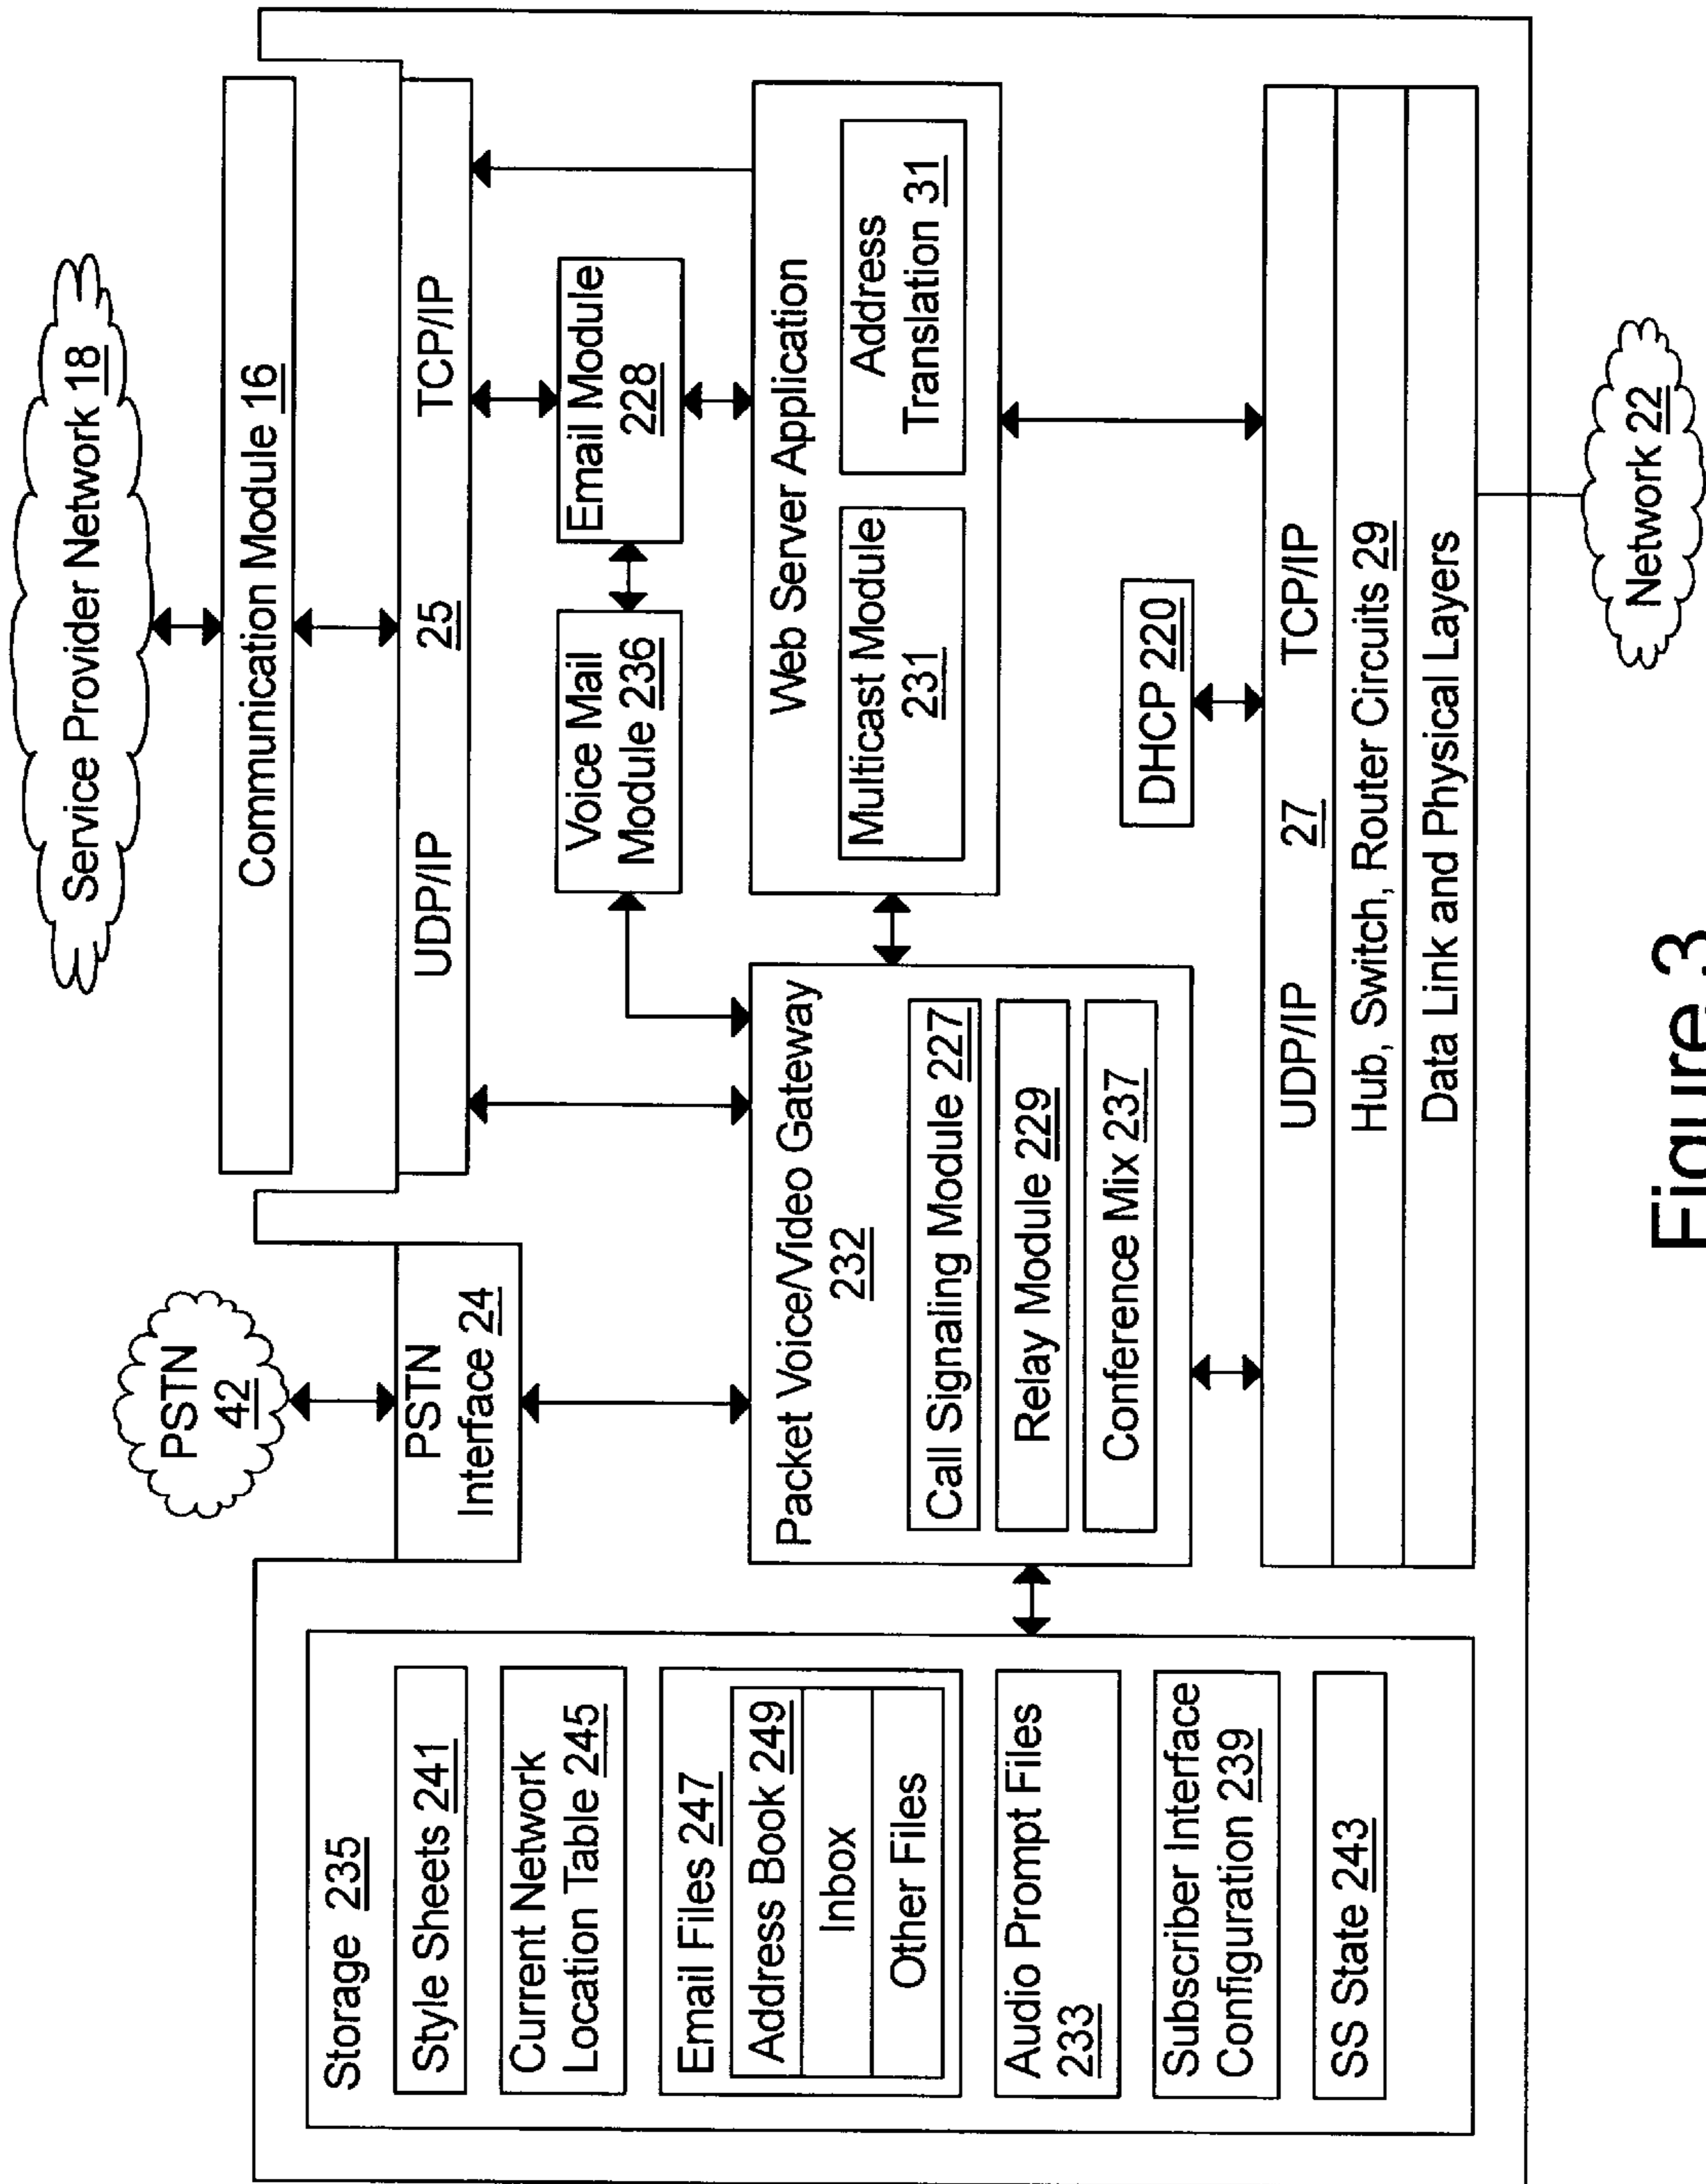 Service Provider Network 18
PSTN
42
Communication Module 16
PSTN
Interface 24
UDP/IP
25
TCP/IP
Storage 235
Style Sheets 241
Current Network
Location Table 245
Email Files 247
Address Book 249
Inbox
Other Files
Audio Prompt Files
233
Subscriber Interface
Configuration 239
SS State 243
Voice Mail
Module 236
Email Module
228
Packet Voice/Video Gateway
232
Call Signaling Module 227
Relay Module 229
Conference Mix 237
Web Server Application
Multicast Module
231
Address
Translation 31
DHCP 220
UDP/IP
27
TCP/IP
Hub, Switch, Router Circuits 29
Data Link and Physical Layers
Network 22
Figure 3